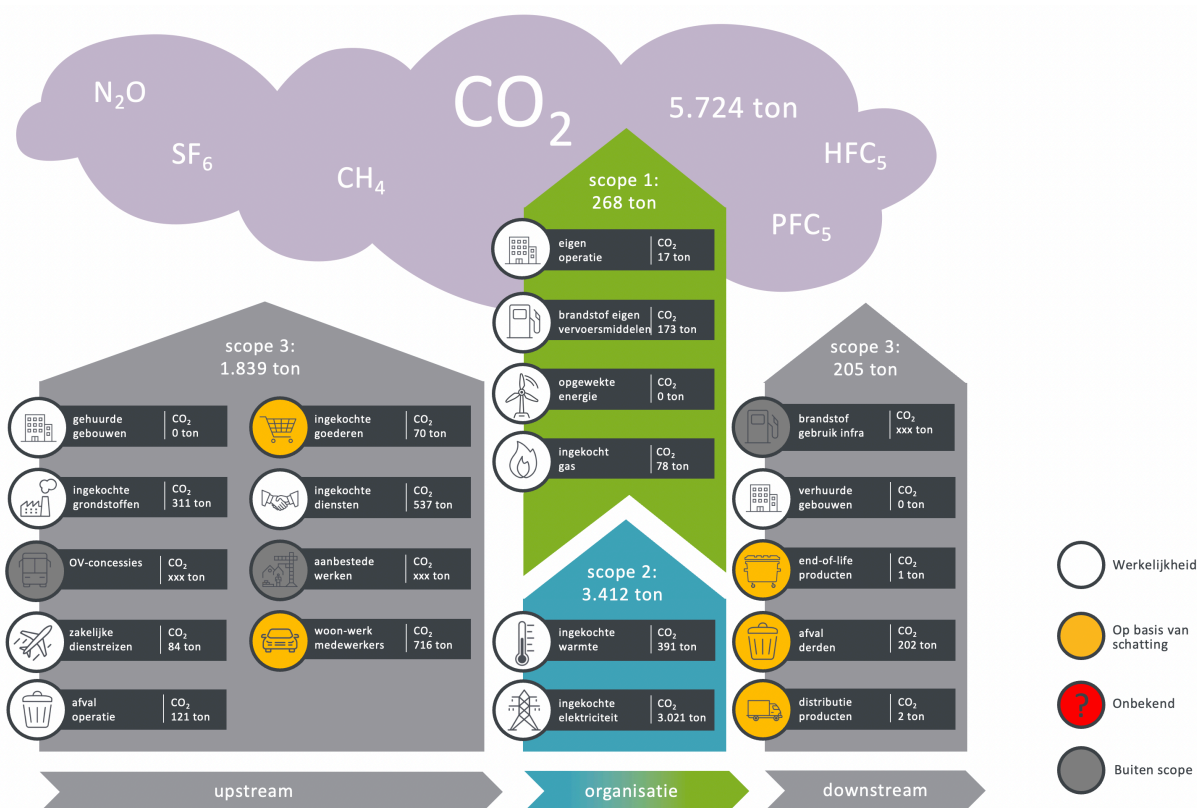 N₂O
SF₆
CH₄
CO₂
5.724 ton
HFC₅
PFC₅
scope 1:
268 ton
eigen
operatie
CO₂
17 ton
brandstof eigen
vervoersmiddelen
CO₂
173 ton
opgewekte
energie
CO₂
0 ton
ingekocht
gas
CO₂
78 ton
scope 3:
1.839 ton
gehuurde
gebouwen
CO₂
0 ton
ingekochte
grondstoffen
CO₂
311 ton
OV-concessies
CO₂
xxx ton
zakelijke
dienstreizen
CO₂
84 ton
afval
operatie
CO₂
121 ton
ingekochte
goederen
CO₂
70 ton
ingekochte
diensten
CO₂
537 ton
aanbestede
werken
CO₂
xxx ton
woon-werk
medewerkers
CO₂
716 ton
scope 2:
3.412 ton
ingekochte
warmte
CO₂
391 ton
ingekochte
elektriciteit
CO₂
3.021 ton
scope 3:
205 ton
brandstof
gebruik infra
CO₂
xxx ton
verhuurde
gebouwen
CO₂
0 ton
end-of-life
producten
CO₂
1 ton
afval
derden
CO₂
202 ton
distributie
producten
CO₂
2 ton
Werkelijkheid
Op basis van
schatting
?
Onbekend
Buiten scope
upstream
organisatie
downstream